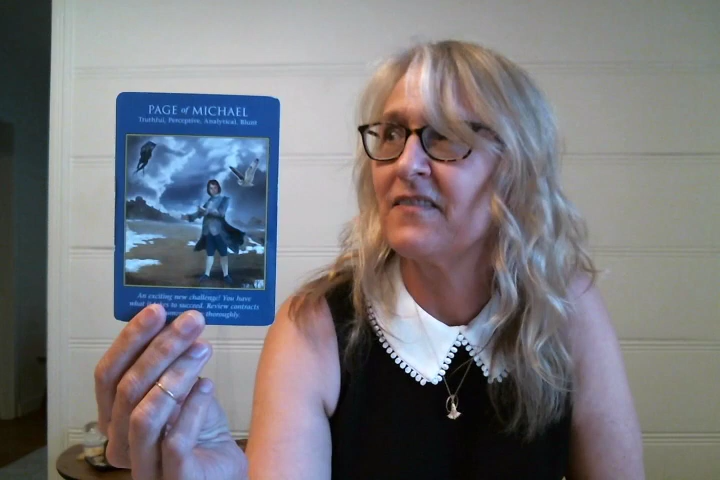 PAGE of MICHAEL
Truthful, Perceptive, Analytical, Blunt
An exciting new challenge! You have
what it takes to succeed. Review contracts
thoroughly.